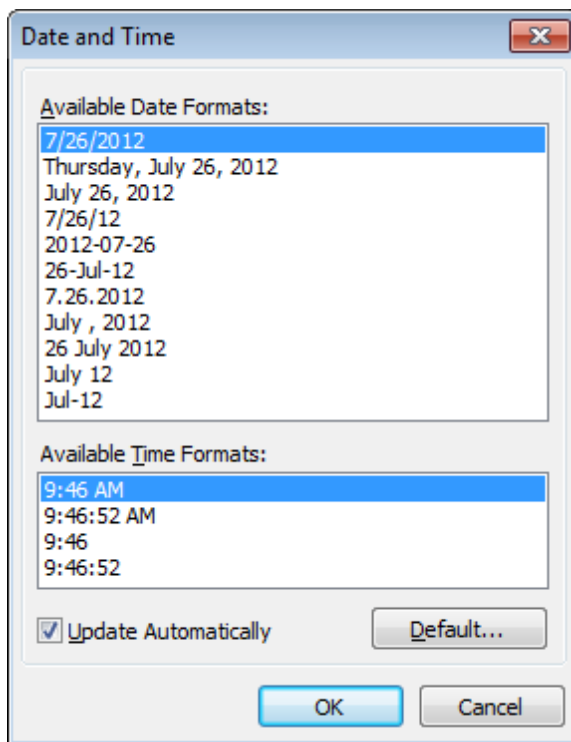 Date and Time
Available Date Formats:
7/26/2012
Thursday, July 26, 2012
July 26, 2012
7/26/12
2012-07-26
26-Jul-12
7.26.2012
July , 2012
26 July 2012
July 12
Jul-12
Available Time Formats:
9:46 AM
9:46:52 AM
9:46
9:46:52
Update Automatically Default...
OK Cancel